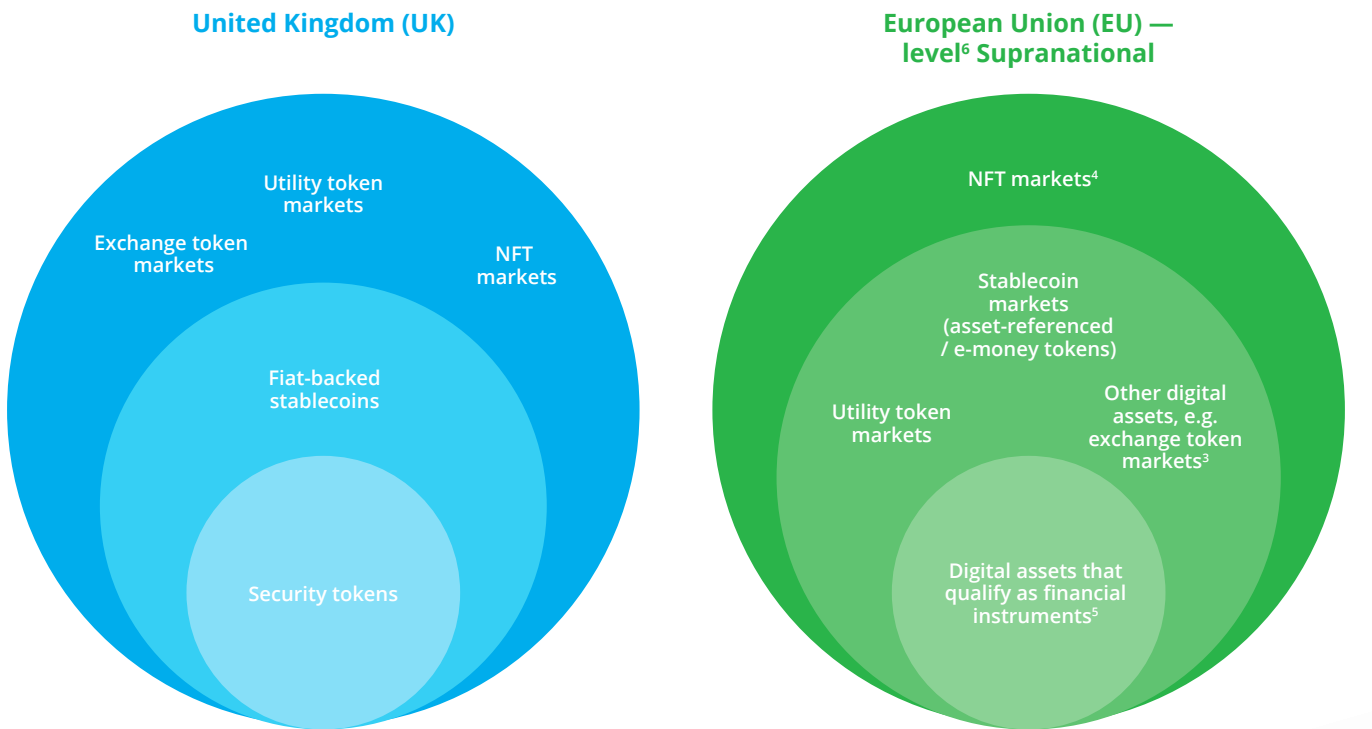 United Kingdom (UK)
Utility token
markets
Exchange token
markets
NFT
markets
Fiat-backed
stablecoins
Security tokens
European Union (EU) —
level⁶ Supranational
NFT markets⁴
Stablecoin
markets
(asset-referenced
/ e-money tokens)
Utility token
markets
Other digital
assets, e.g.
exchange token
markets³
Digital assets that
qualify as financial
instruments⁵